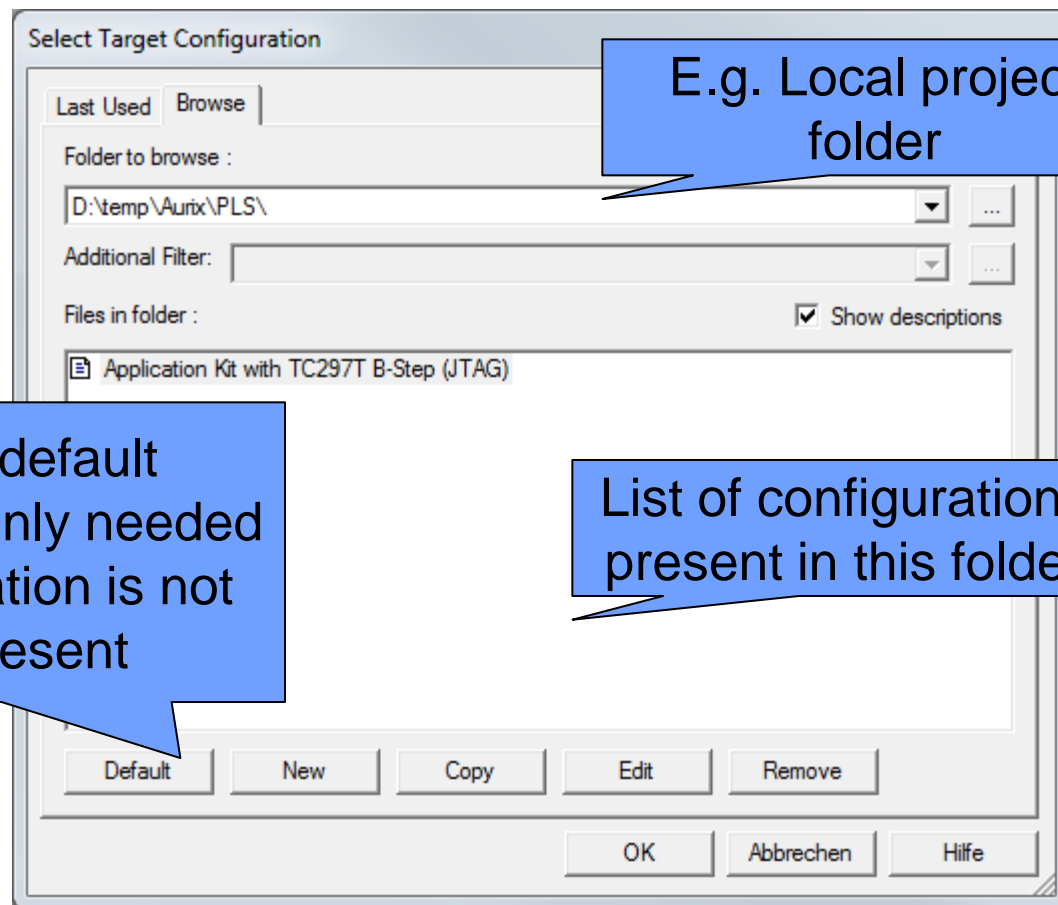 Select Target Configuration
E.g. Local projec
folder
Last Used Browse
Folder to browse :
D:\temp\Aurix\PLS\
...
Additional Filter:
...
Files in folder :
Show descriptions
Application Kit with TC297T B-Step (JTAG)
default
nly needed
ation is not
esent
List of configuration
present in this folde
Default New Copy Edit Remove
OK Abbrechen Hilfe